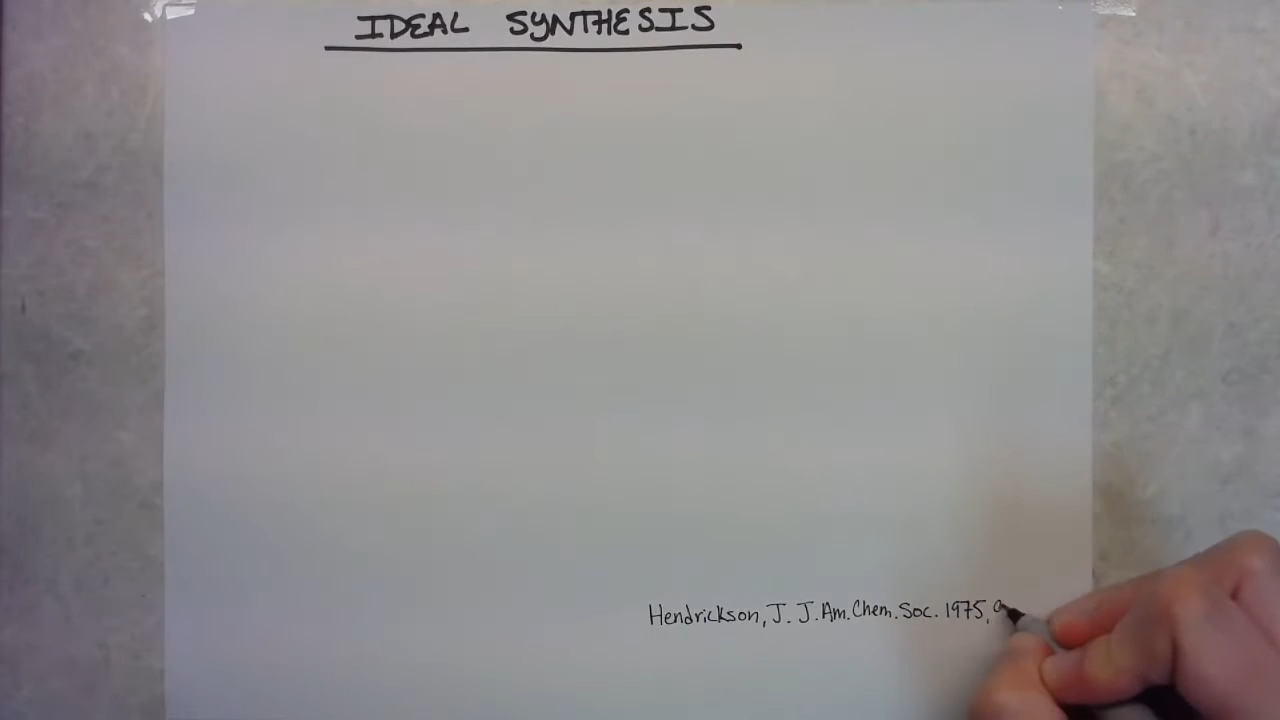 IDEAL SYNTHESIS
Hendrickson, J. J. Am. Chem. Soc. 1975,